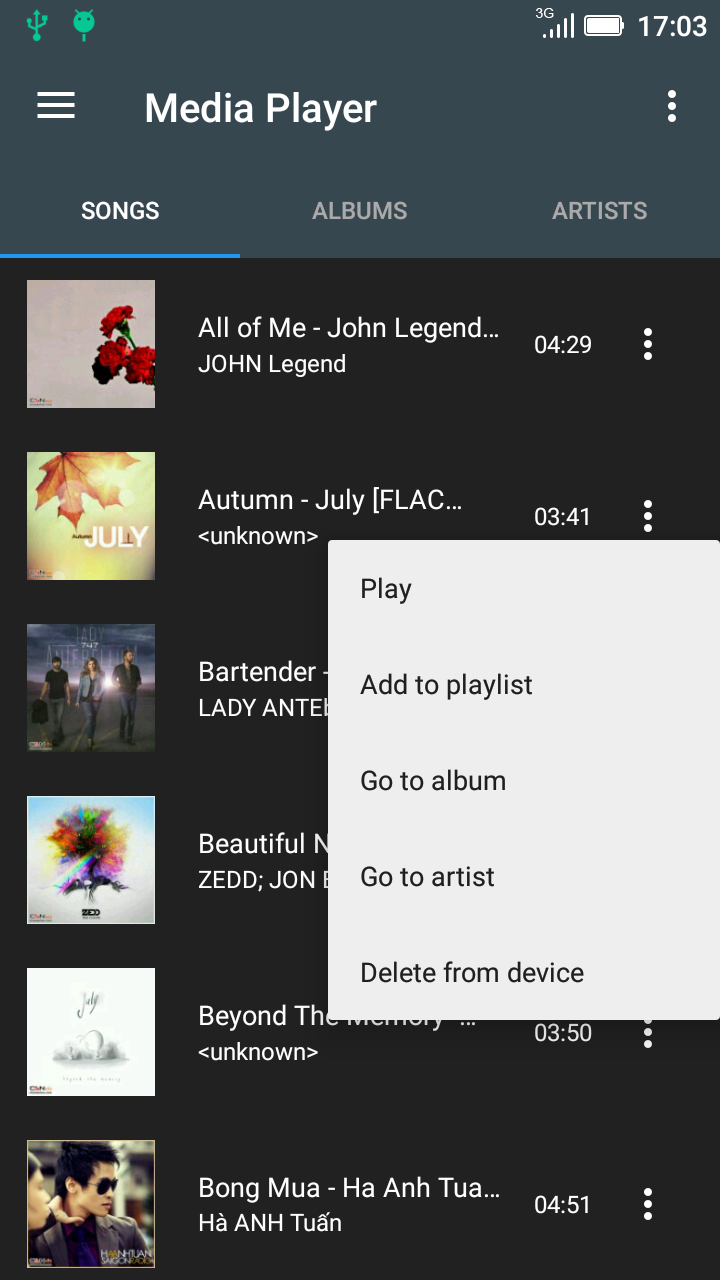 3G
17:03
Media Player
SONGS
ALBUMS
ARTISTS
All of Me - John Legend…
JOHN Legend
04:29
Autumn
JULY
Autumn - July [FLAC…
<unknown>
03:41
Play
Add to playlist
Go to album
Go to artist
Delete from device
LADY
747
Bartender -
LADY
ZEDD
Beautiful
ZEDD; JON
July
Beyond The Memory -…
<unknown>
03:50
HAANHTUAN
SAIGONRADIO
Bong Mua - Ha Anh Tua…
Hà ANH Tuấn
04:51